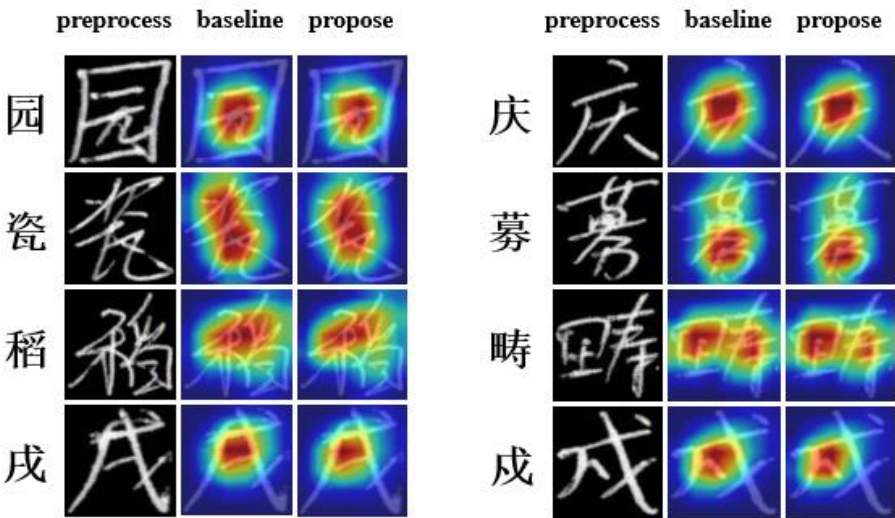 preprocess baseline propose preprocess baseline propose
园 庆
瓷 募
稻 畴
戌 戍